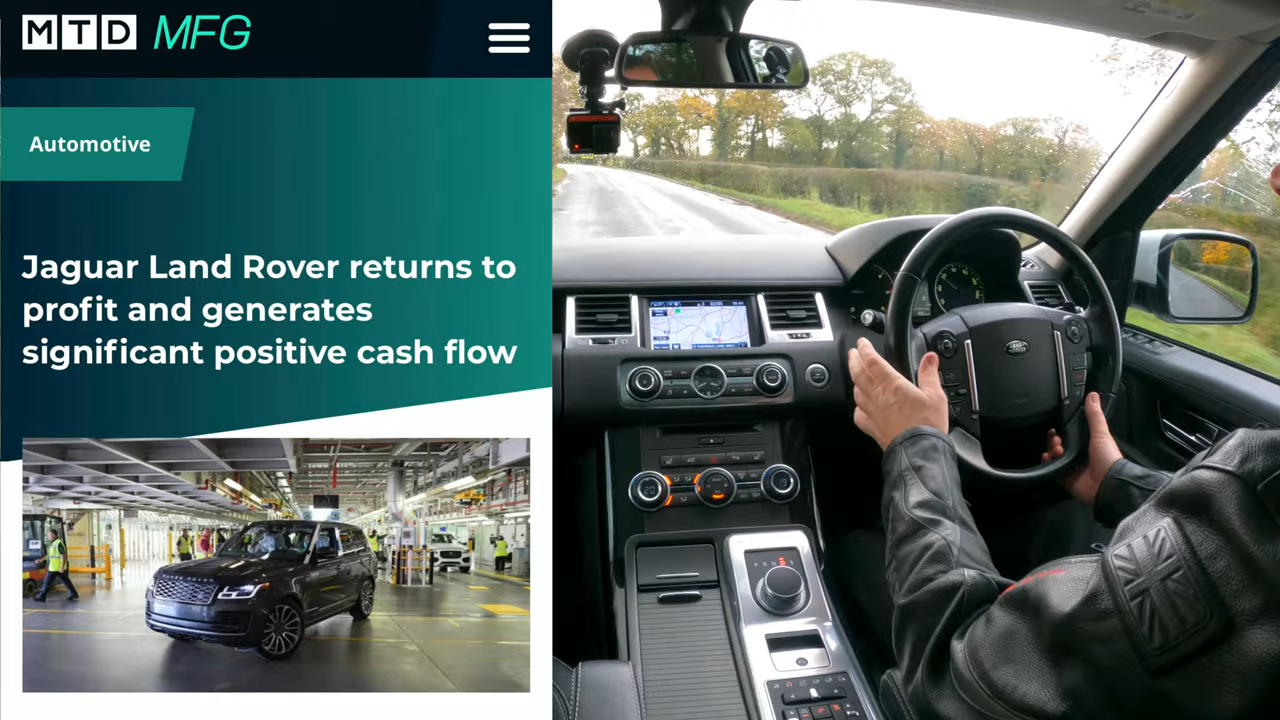 MTD MFG
Automotive
Jaguar Land Rover returns to
profit and generates
significant positive cash flow
P R N D S